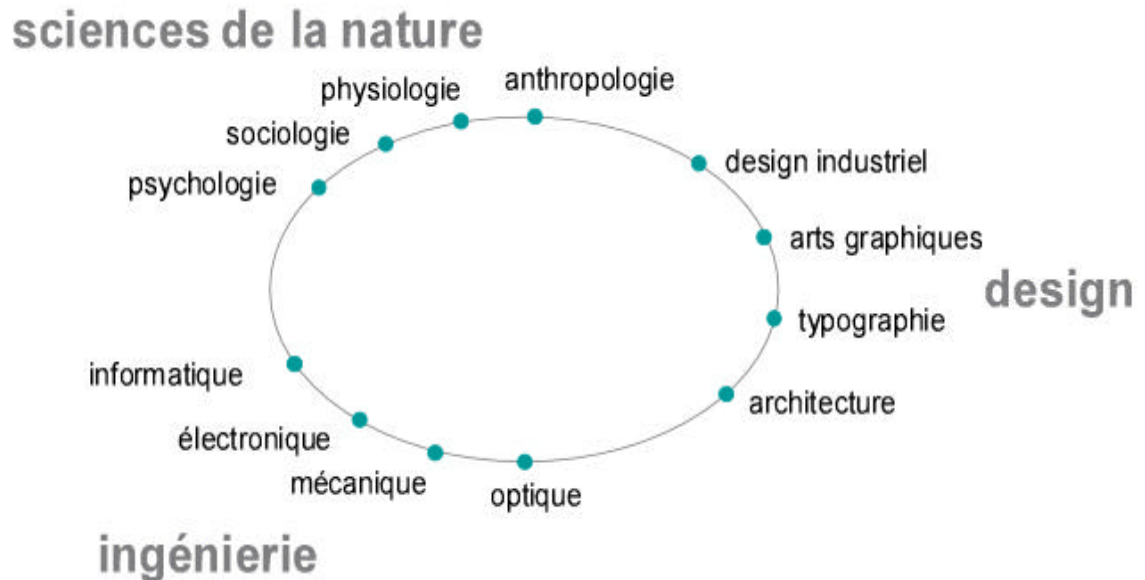 sciences de la nature
anthropologie
physiologie
sociologie
design industriel
psychologie
arts graphiques
design
typographie
informatique
architecture
électronique
mécanique
optique
ingénierie